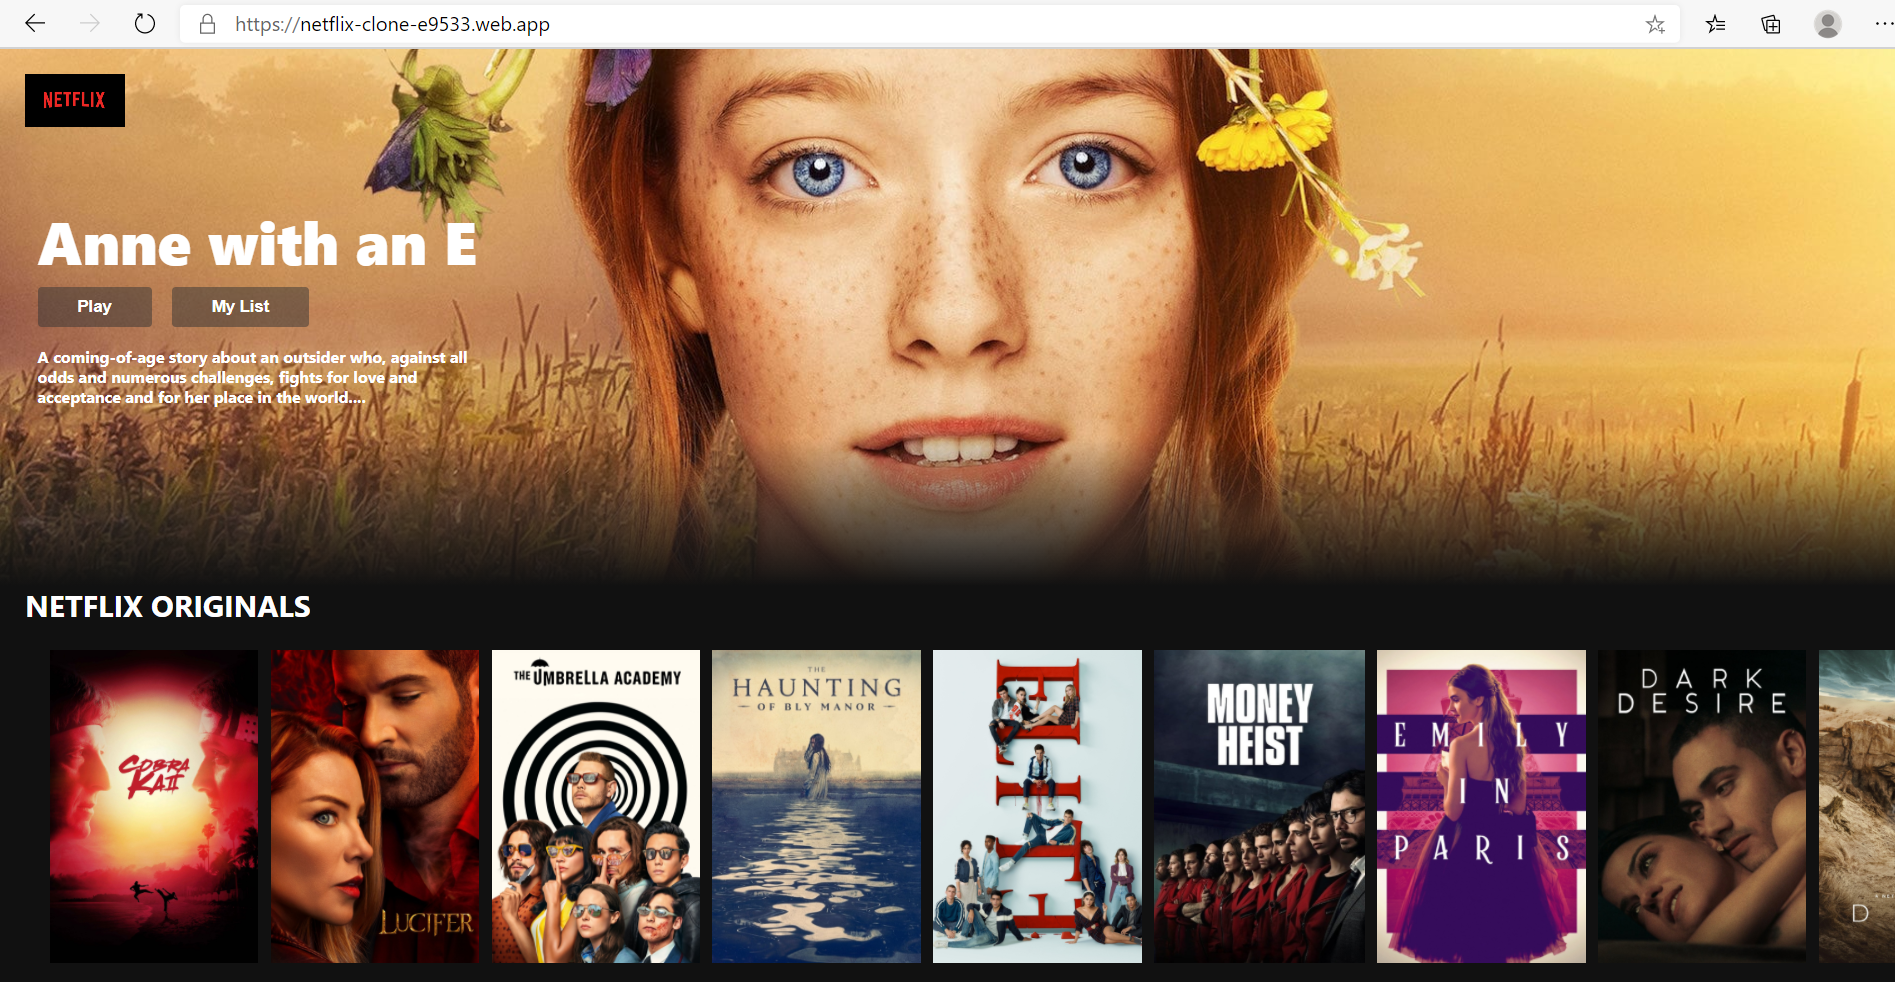 https://netflix-clone-e9533.web.app
NETFLIX
Anne with an E
Play
My List
A coming-of-age story about an outsider who, against all
odds and numerous challenges, fights for love and
acceptance and for her place in the world....
NETFLIX ORIGINALS
COBRA
KAI
LUCIFER
THE UMBRELLA ACADEMY
THE
HAUNTING
OF BLY MANOR
ELITE
MONEY
HEIST
EMILY
IN
PARIS
DARK
DESIRE
D